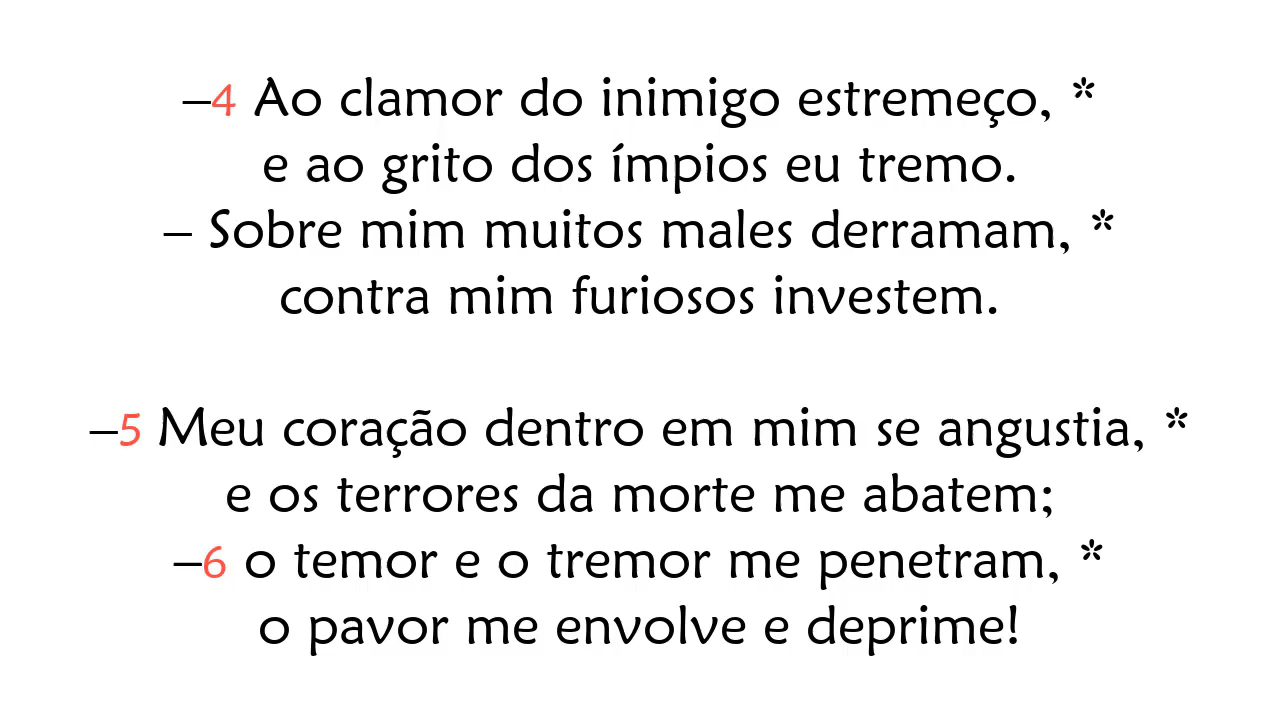 –4 Ao clamor do inimigo estremeço, *
e ao grito dos ímpios eu tremo.
– Sobre mim muitos males derramam, *
contra mim furiosos investem.
–5 Meu coração dentro em mim se angustia, *
e os terrores da morte me abatem;
–6 o temor e o tremor me penetram, *
o pavor me envolve e deprime!